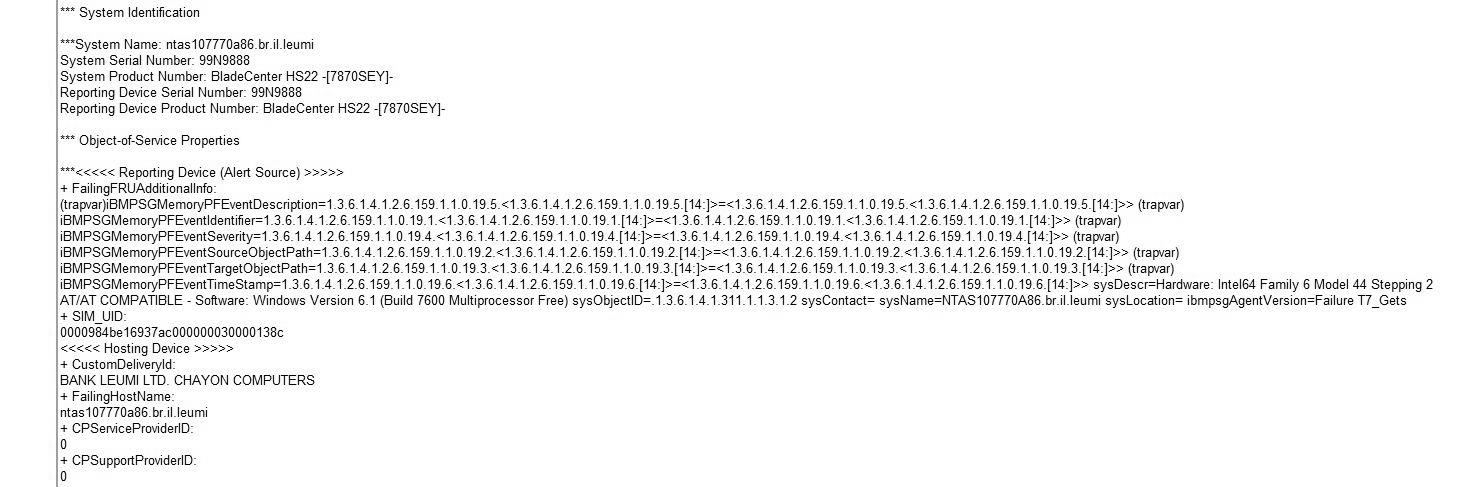 *** System Identification
***System Name: ntas107770a86.br.il.leumi
System Serial Number: 99N9888
System Product Number: BladeCenter HS22 -[7870SEY]-
Reporting Device Serial Number: 99N9888
Reporting Device Product Number: BladeCenter HS22 -[7870SEY]-
*** Object-of-Service Properties
***<<<<< Reporting Device (Alert Source) >>>>>
+ FailingFRUAdditionalInfo:
(trapvar)iBMPSGMemoryPFEventDescription=1.3.6.1.4.1.2.6.159.1.1.0.19.5.<1.3.6.1.4.1.2.6.159.1.1.0.19.5.[14:]>=<1.3.6.1.4.1.2.6.159.1.1.0.19.5.<1.3.6.1.4.1.2.6.159.1.1.0.19.5.[14:]>> (trapvar)
iBMPSGMemoryPFEventIdentifier=1.3.6.1.4.1.2.6.159.1.1.0.19.1.<1.3.6.1.4.1.2.6.159.1.1.0.19.1.[14:]>=<1.3.6.1.4.1.2.6.159.1.1.0.19.1.<1.3.6.1.4.1.2.6.159.1.1.0.19.1.[14:]>> (trapvar)
iBMPSGMemoryPFEventSeverity=1.3.6.1.4.1.2.6.159.1.1.0.19.4.<1.3.6.1.4.1.2.6.159.1.1.0.19.4.[14:]>=<1.3.6.1.4.1.2.6.159.1.1.0.19.4.<1.3.6.1.4.1.2.6.159.1.1.0.19.4.[14:]>> (trapvar)
iBMPSGMemoryPFEventSourceObjectPath=1.3.6.1.4.1.2.6.159.1.1.0.19.2.<1.3.6.1.4.1.2.6.159.1.1.0.19.2.[14:]>=<1.3.6.1.4.1.2.6.159.1.1.0.19.2.<1.3.6.1.4.1.2.6.159.1.1.0.19.2.[14:]>> (trapvar)
iBMPSGMemoryPFEventTargetObjectPath=1.3.6.1.4.1.2.6.159.1.1.0.19.3.<1.3.6.1.4.1.2.6.159.1.1.0.19.3.[14:]>=<1.3.6.1.4.1.2.6.159.1.1.0.19.3.<1.3.6.1.4.1.2.6.159.1.1.0.19.3.[14:]>> (trapvar)
iBMPSGMemoryPFEventTimeStamp=1.3.6.1.4.1.2.6.159.1.1.0.19.6.<1.3.6.1.4.1.2.6.159.1.1.0.19.6.[14:]>=<1.3.6.1.4.1.2.6.159.1.1.0.19.6.<1.3.6.1.4.1.2.6.159.1.1.0.19.6.[14:]>> sysDescr=Hardware: Intel64 Family 6 Model 44 Stepping 2
AT/AT COMPATIBLE - Software: Windows Version 6.1 (Build 7600 Multiprocessor Free) sysObjectID=.1.3.6.1.4.1.311.1.1.3.1.2 sysContact= sysName=NTAS107770A86.br.il.leumi sysLocation= ibmpsgAgentVersion=Failure T7_Gets
+ SIM_UID:
0000984be16937ac000000030000138c
<<<<< Hosting Device >>>>>
+ CustomDeliveryId:
BANK LEUMI LTD. CHAYON COMPUTERS
+ FailingHostName:
ntas107770a86.br.il.leumi
+ CPServiceProviderID:
0
+ CPSupportProviderID:
0